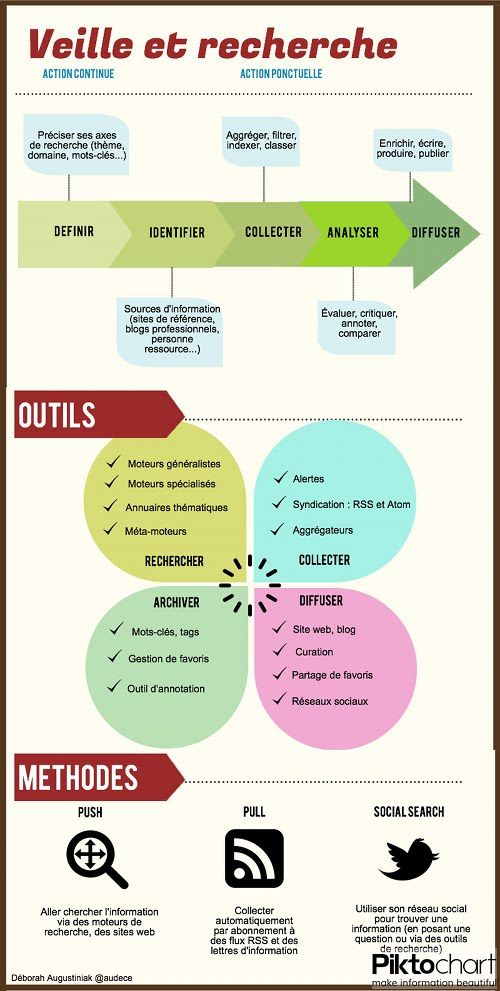 Veille et recherche
ACTION CONTINUE
ACTION PONCTUELLE
Préciser ses axes
de recherche (thème,
domaine, mots-clés...)
Aggréger, filtrer,
indexer, classer
Enrichir, écrire,
produire, publier
DEFINIR
IDENTIFIER
COLLECTER
ANALYSER
DIFFUSER
Sources d'information
(sites de référence,
blogs professionnels,
personne
ressource...)
Évaluer, critiquer,
annoter,
comparer
OUTILS
Moteurs généralistes
Moteurs spécialisés
Annuaires thématiques
Méta-moteurs
RECHERCHER
Alertes
Syndication : RSS et Atom
Aggrégateurs
COLLECTER
ARCHIVER
Mots-clés, tags
Gestion de favoris
Outil d'annotation
DIFFUSER
Site web, blog
Curation
Partage de favoris
Réseaux sociaux
METHODES
PUSH
Aller chercher l'information
via des moteurs de
recherche, des sites web
PULL
Collecter
automatiquement
par abonnement à
des flux RSS et des
lettres d'information
SOCIAL SEARCH
Utiliser son réseau social
pour trouver une
information (en posant une
question ou via des outils
de recherche)
Déborah Augustiniak @audece
Piktochart
make information beautiful